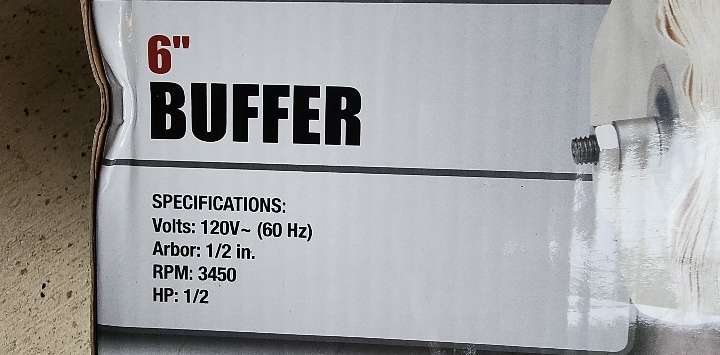 6"
BUFFER
SPECIFICATIONS:
Volts: 120V~ (60 Hz)
Arbor: 1/2 in.
RPM: 3450
HP: 1/2